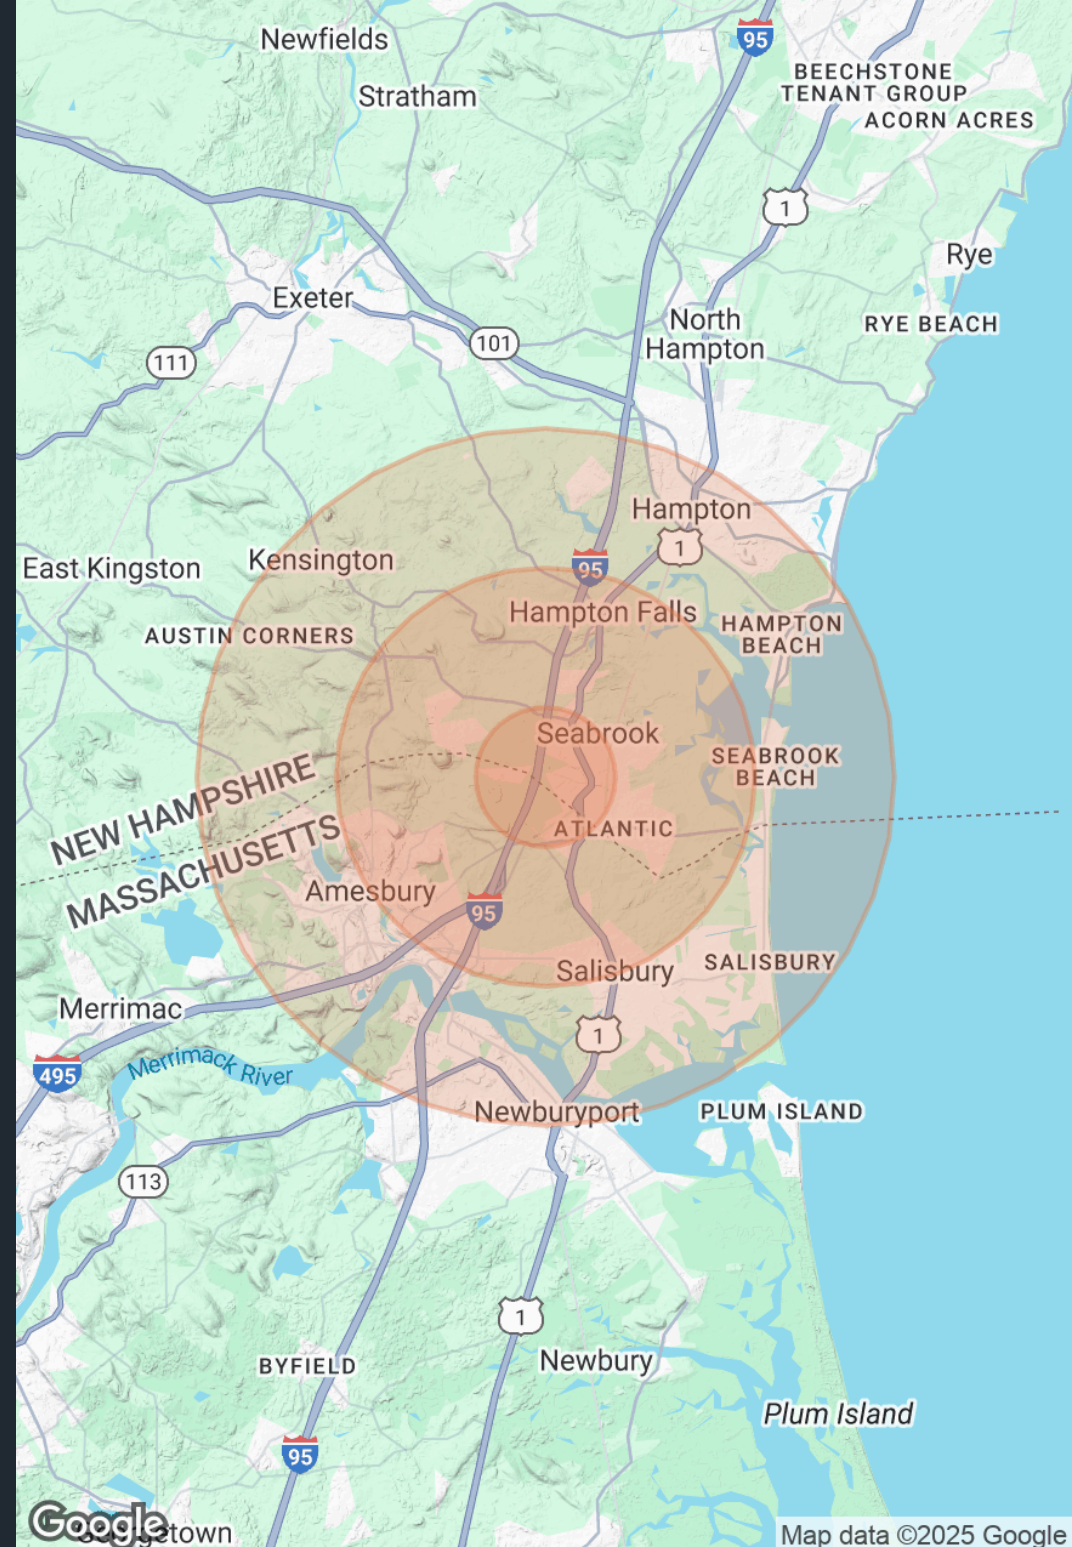 Newfields
95
BEECHSTONE
TENANT GROUP
Stratham
ACORN ACRES
1
Rye
Exeter
North
Hampton
RYE BEACH
101
111
Hampton
1
Kensington
East Kingston
95
Hampton Falls
HAMPTON
BEACH
AUSTIN CORNERS
Seabrook
SEABROOK
BEACH
NEW HAMPSHIRE
MASSACHUSETTS
ATLANTIC
Amesbury
95
SALISBURY
Salisbury
Merrimac
1
Merrimack River
495
Newburyport
PLUM ISLAND
113
1
BYFIELD
Newbury
Plum Island
95
Google
Georgetown
Map data ©2025 Google